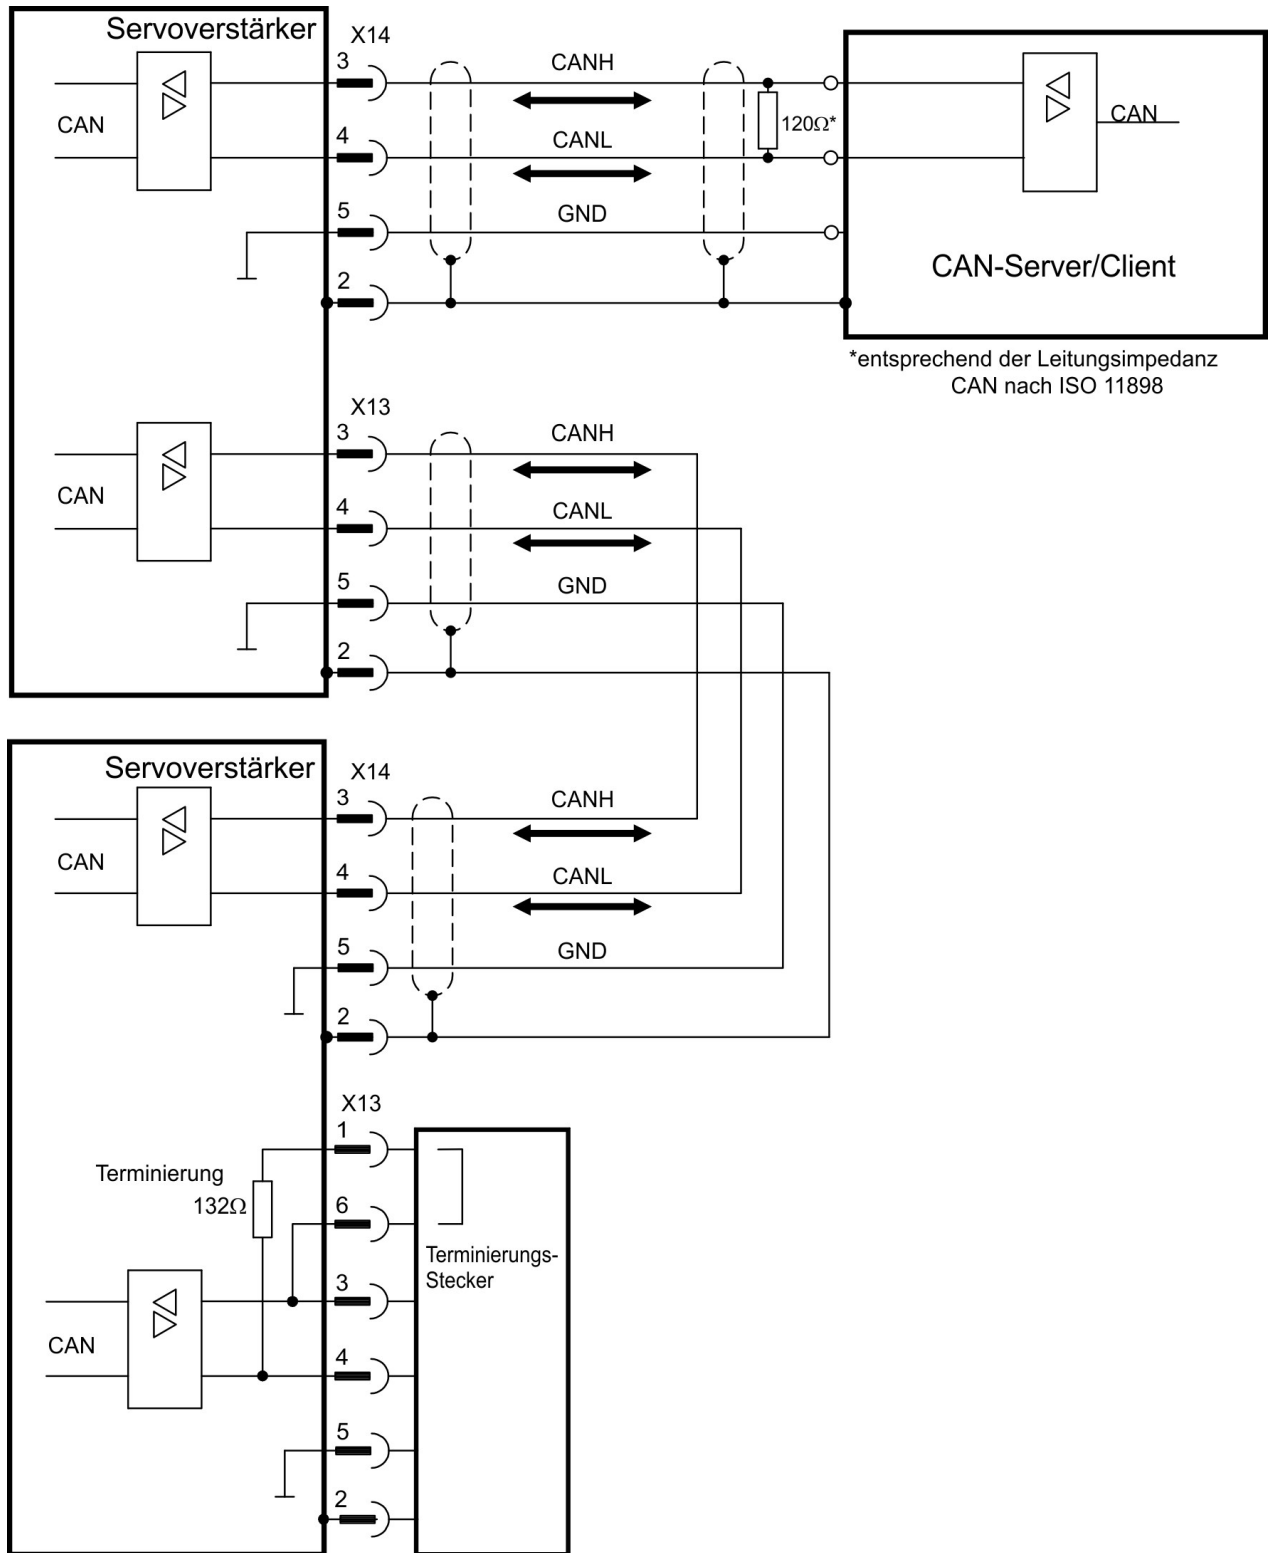 Servoverstärker
X14
3
CANH
CAN
120Ω*
CAN
4
CANL
5
GND
CAN-Server/Client
2
*entsprechend der Leitungsimpedanz
CAN nach ISO 11898
X13
3
CANH
CAN
4
CANL
5
GND
2
Servoverstärker
X14
3
CANH
CAN
4
CANL
5
GND
2
X13
1
Terminierung
132Ω
6
Terminierungs-
Stecker
3
CAN
4
5
2